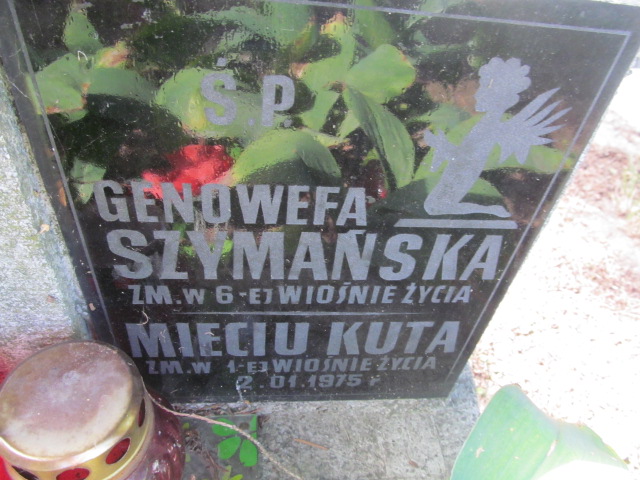 Ś.P.
GENOWEFA
SZYMAŃSKA
ZM. W 6-EJ WIOŚNIE ŻYCIA
MIECIU KUTA
ZM. W 1-EJ WIOŚNIE ŻYCIA
2.01.1975 r